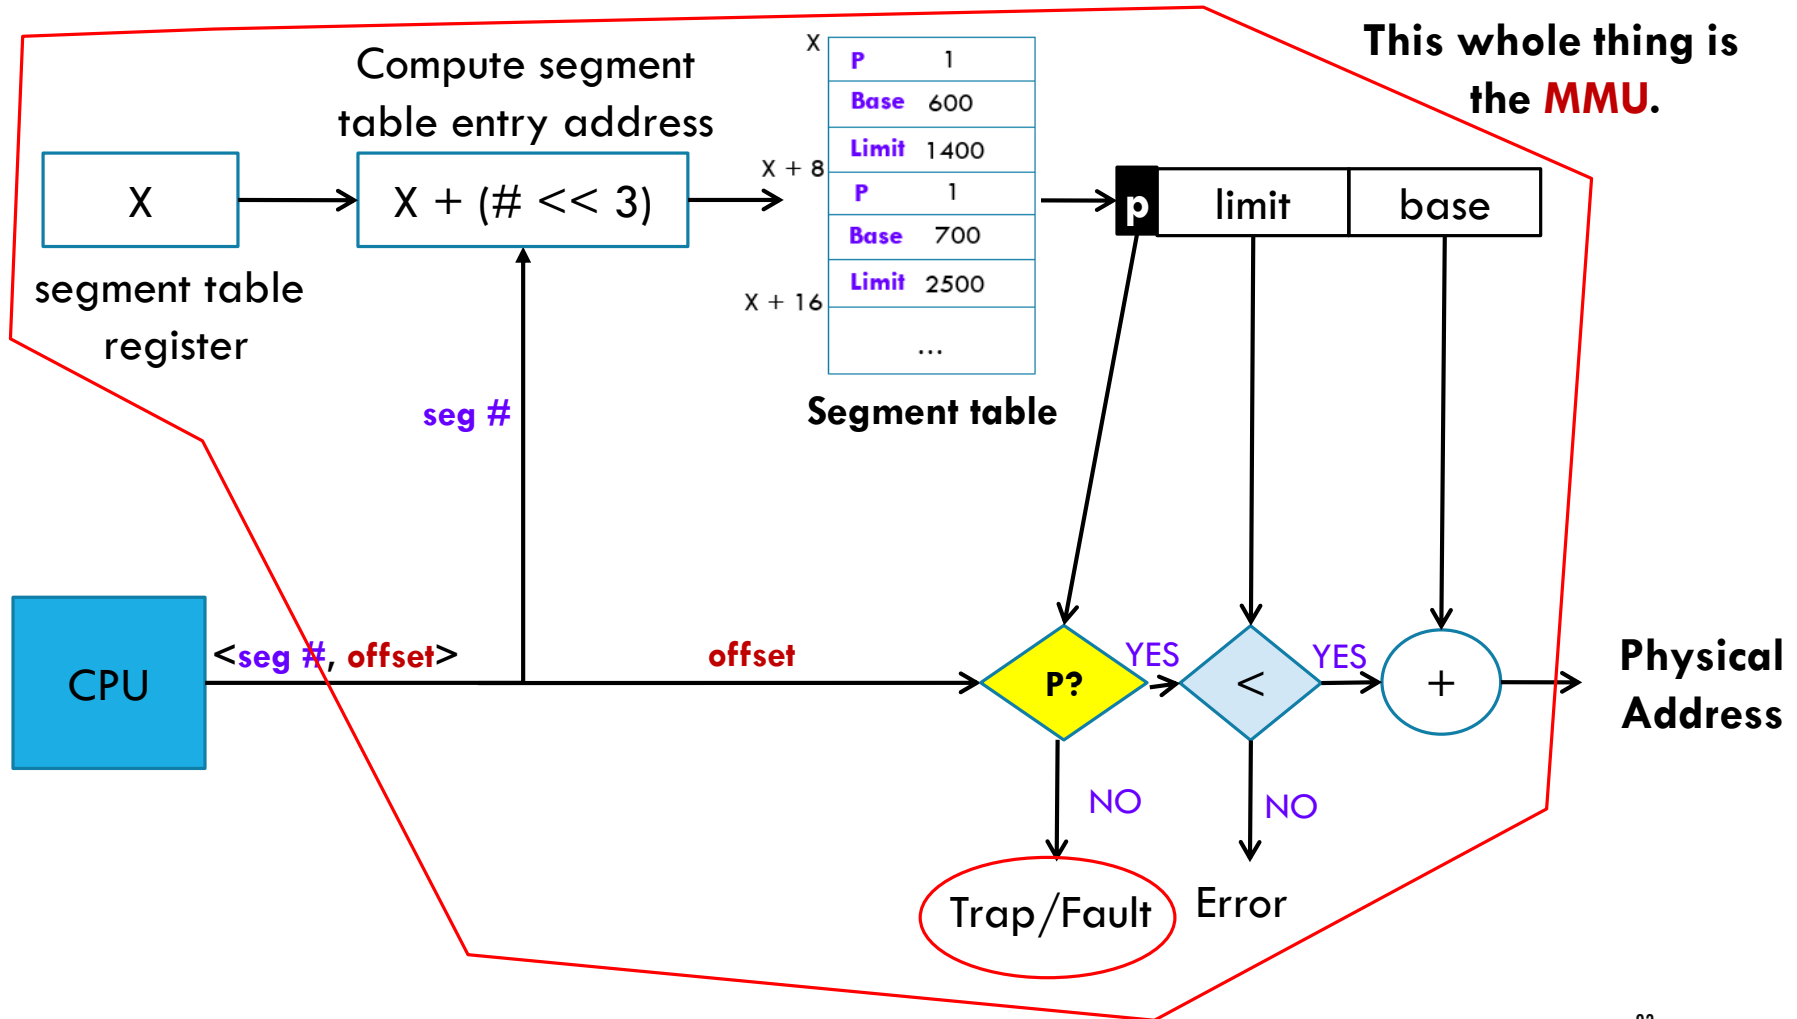 This whole thing is
the MMU.
Compute segment
table entry address
X
X + (# << 3)
segment table
register
X
P 1
Base 600
Limit 1400
X + 8
P 1
Base 700
Limit 2500
X + 16
...
Segment table
p limit base
seg #
CPU
<seg #, offset>
offset
P?
YES
<
YES
+
Physical
Address
NO
NO
Trap/Fault
Error